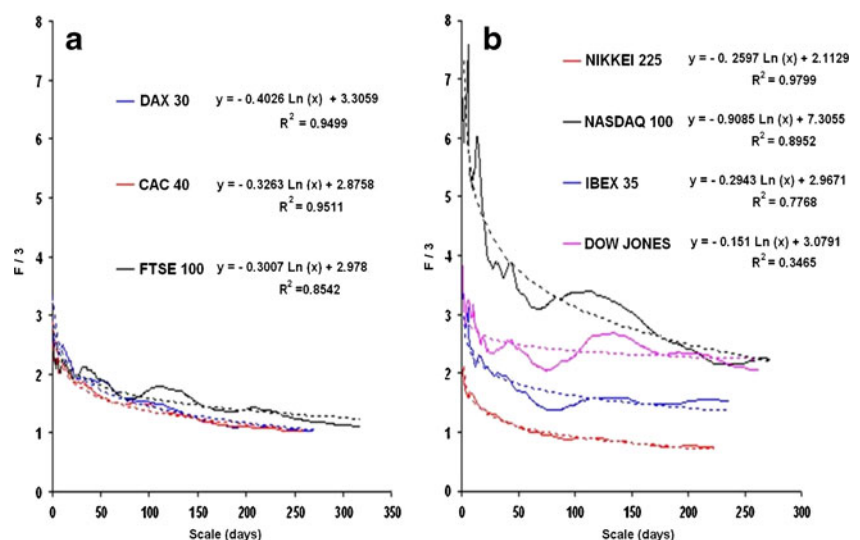 a
DAX 30 y = - 0.4026 Ln (x) + 3.3059
R² = 0.9499
CAC 40 y = - 0.3263 Ln (x) + 2.8758
R² = 0.9511
FTSE 100 y = - 0.3007 Ln (x) + 2.978
R² =0.8542
F / 3
8
7
6
5
4
3
2
1
0
0 50 100 150 200 250 300 350
Scale (days)
b
NIKKEI 225 y = - 0. 2597 Ln (x) + 2.1129
R² = 0.9799
NASDAQ 100 y = -0.9085 Ln (x) + 7.3055
R² = 0.8952
IBEX 35 y = -0.2943 Ln (x) + 2.9671
R² = 0.7768
DOW JONES y = -0.151 Ln (x) + 3.0791
R² = 0.3465
F / 3
8
7
6
5
4
3
2
1
0
0 50 100 150 200 250 300
Scale (days)